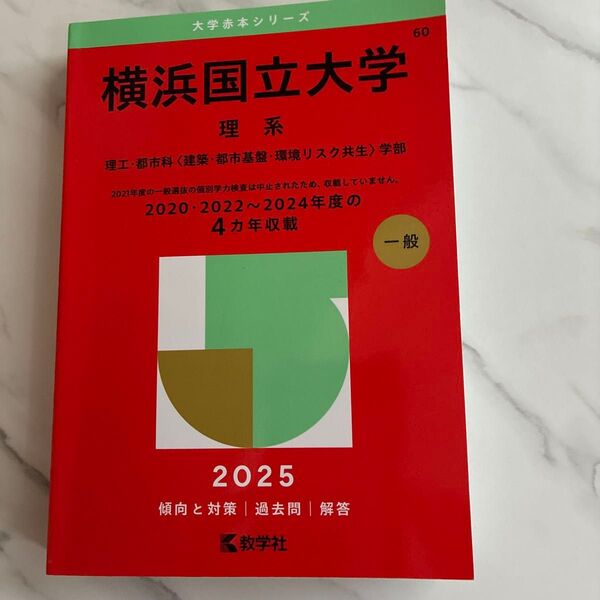 大学赤本シリーズ
60
横浜国立大学
理 系
理工・都市科〈建築・都市基盤・環境リスク共生〉学部
2021年度の一般選抜の個別学力検査は中止されたため、収載していません。
2020・2022~2024年度の
4カ年収載
一般
2025
傾向と対策｜過去問｜解答
教学社